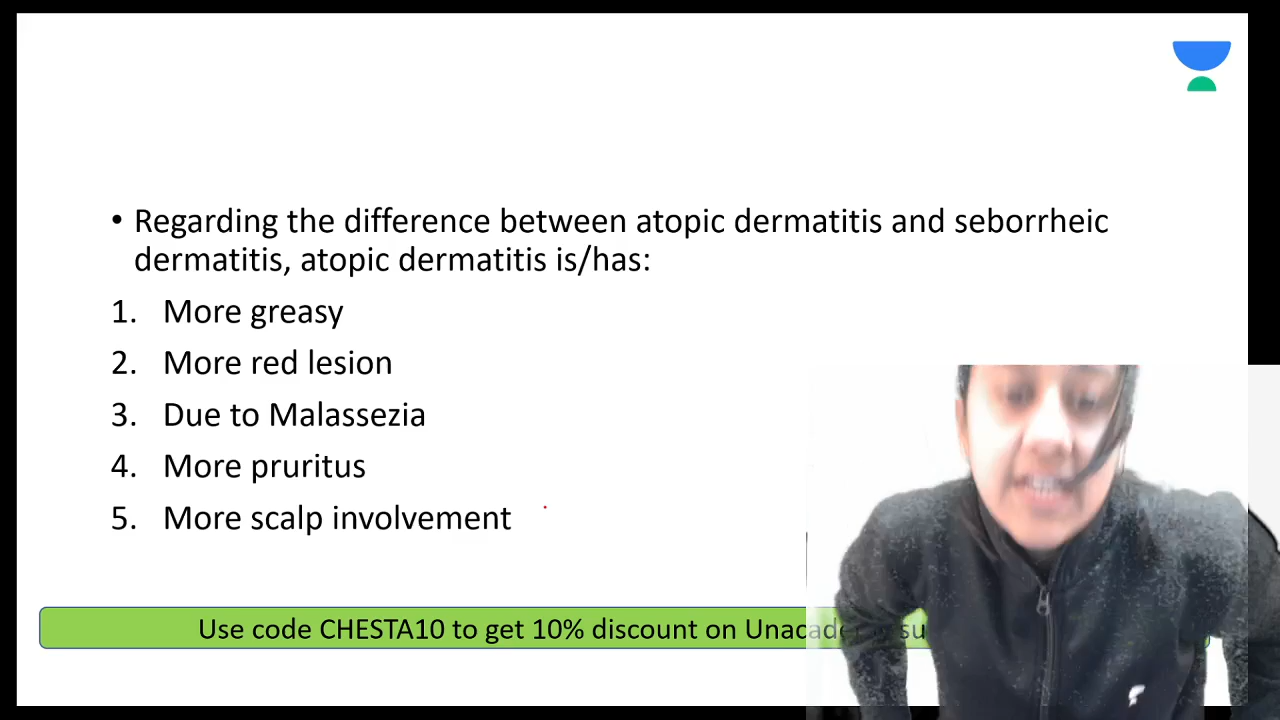 • Regarding the difference between atopic dermatitis and seborrheic
dermatitis, atopic dermatitis is/has:
1. More greasy
2. More red lesion
3. Due to Malassezia
4. More pruritus
5. More scalp involvement
Use code CHESTA10 to get 10% discount on